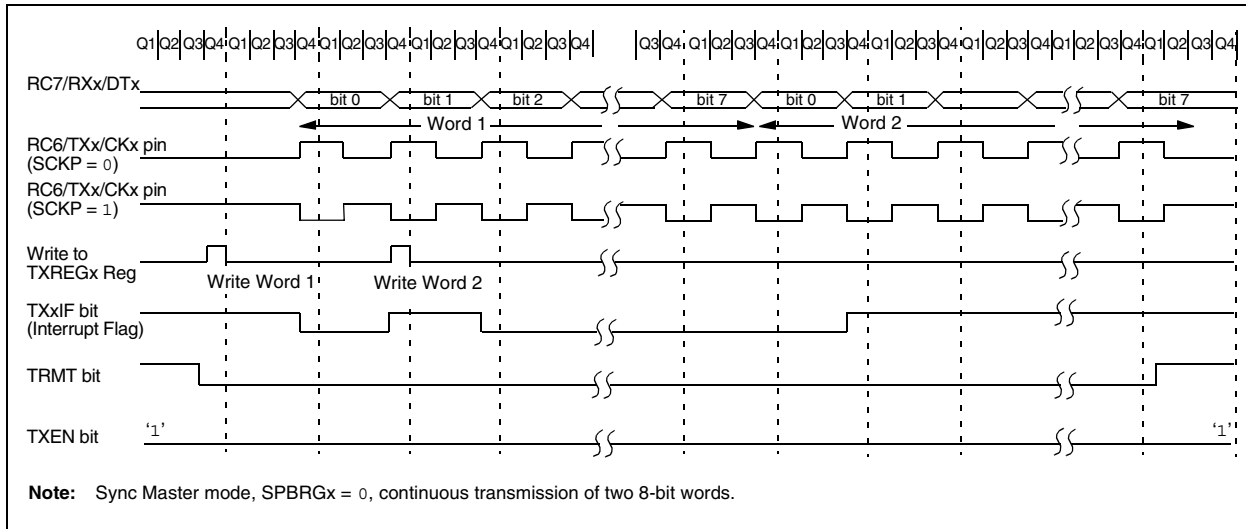 Q1 Q2 Q3 Q4 Q1 Q2 Q3 Q4 Q1 Q2 Q3 Q4 Q1 Q2 Q3 Q4 Q1 Q2 Q3 Q4 Q3 Q4 Q1 Q2 Q3 Q4 Q1 Q2 Q3 Q4 Q1 Q2 Q3 Q4 Q1 Q2 Q3 Q4 Q1 Q2 Q3 Q4 Q1 Q2 Q3 Q4
RC7/RXx/DTx
bit 0 bit 1 bit 2 bit 7 bit 0 bit 1 bit 7
Word 1 Word 2
RC6/TXx/CKx pin
(SCKP = 0)
RC6/TXx/CKx pin
(SCKP = 1)
Write to
TXREGx Reg
Write Word 1 Write Word 2
TXxIF bit
(Interrupt Flag)
TRMT bit
TXEN bit
‘1’ ‘1’
Note: Sync Master mode, SPBRGx = 0, continuous transmission of two 8-bit words.